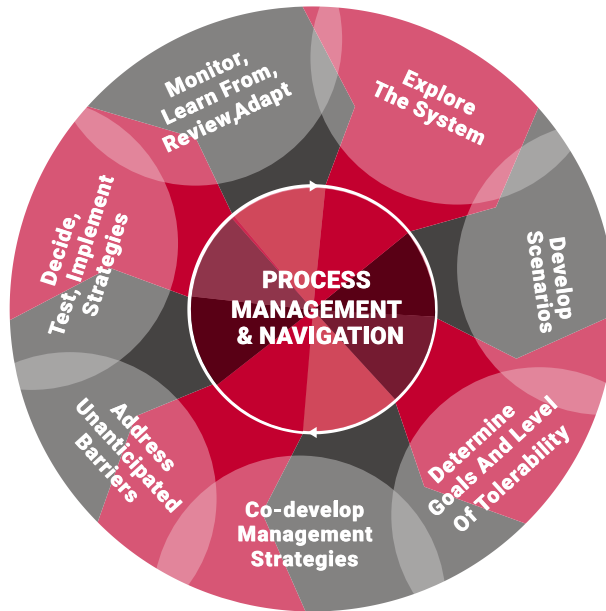 Monitor,
Learn From,
Review,Adapt
Explore
The System
Develop
Scenarios
Determine
Goals And Level
Of Tolerability
Co-develop
Management
Strategies
Address
Unanticipated
Barriers
Decide,
Test, Implement
Strategies
PROCESS
MANAGEMENT
& NAVIGATION